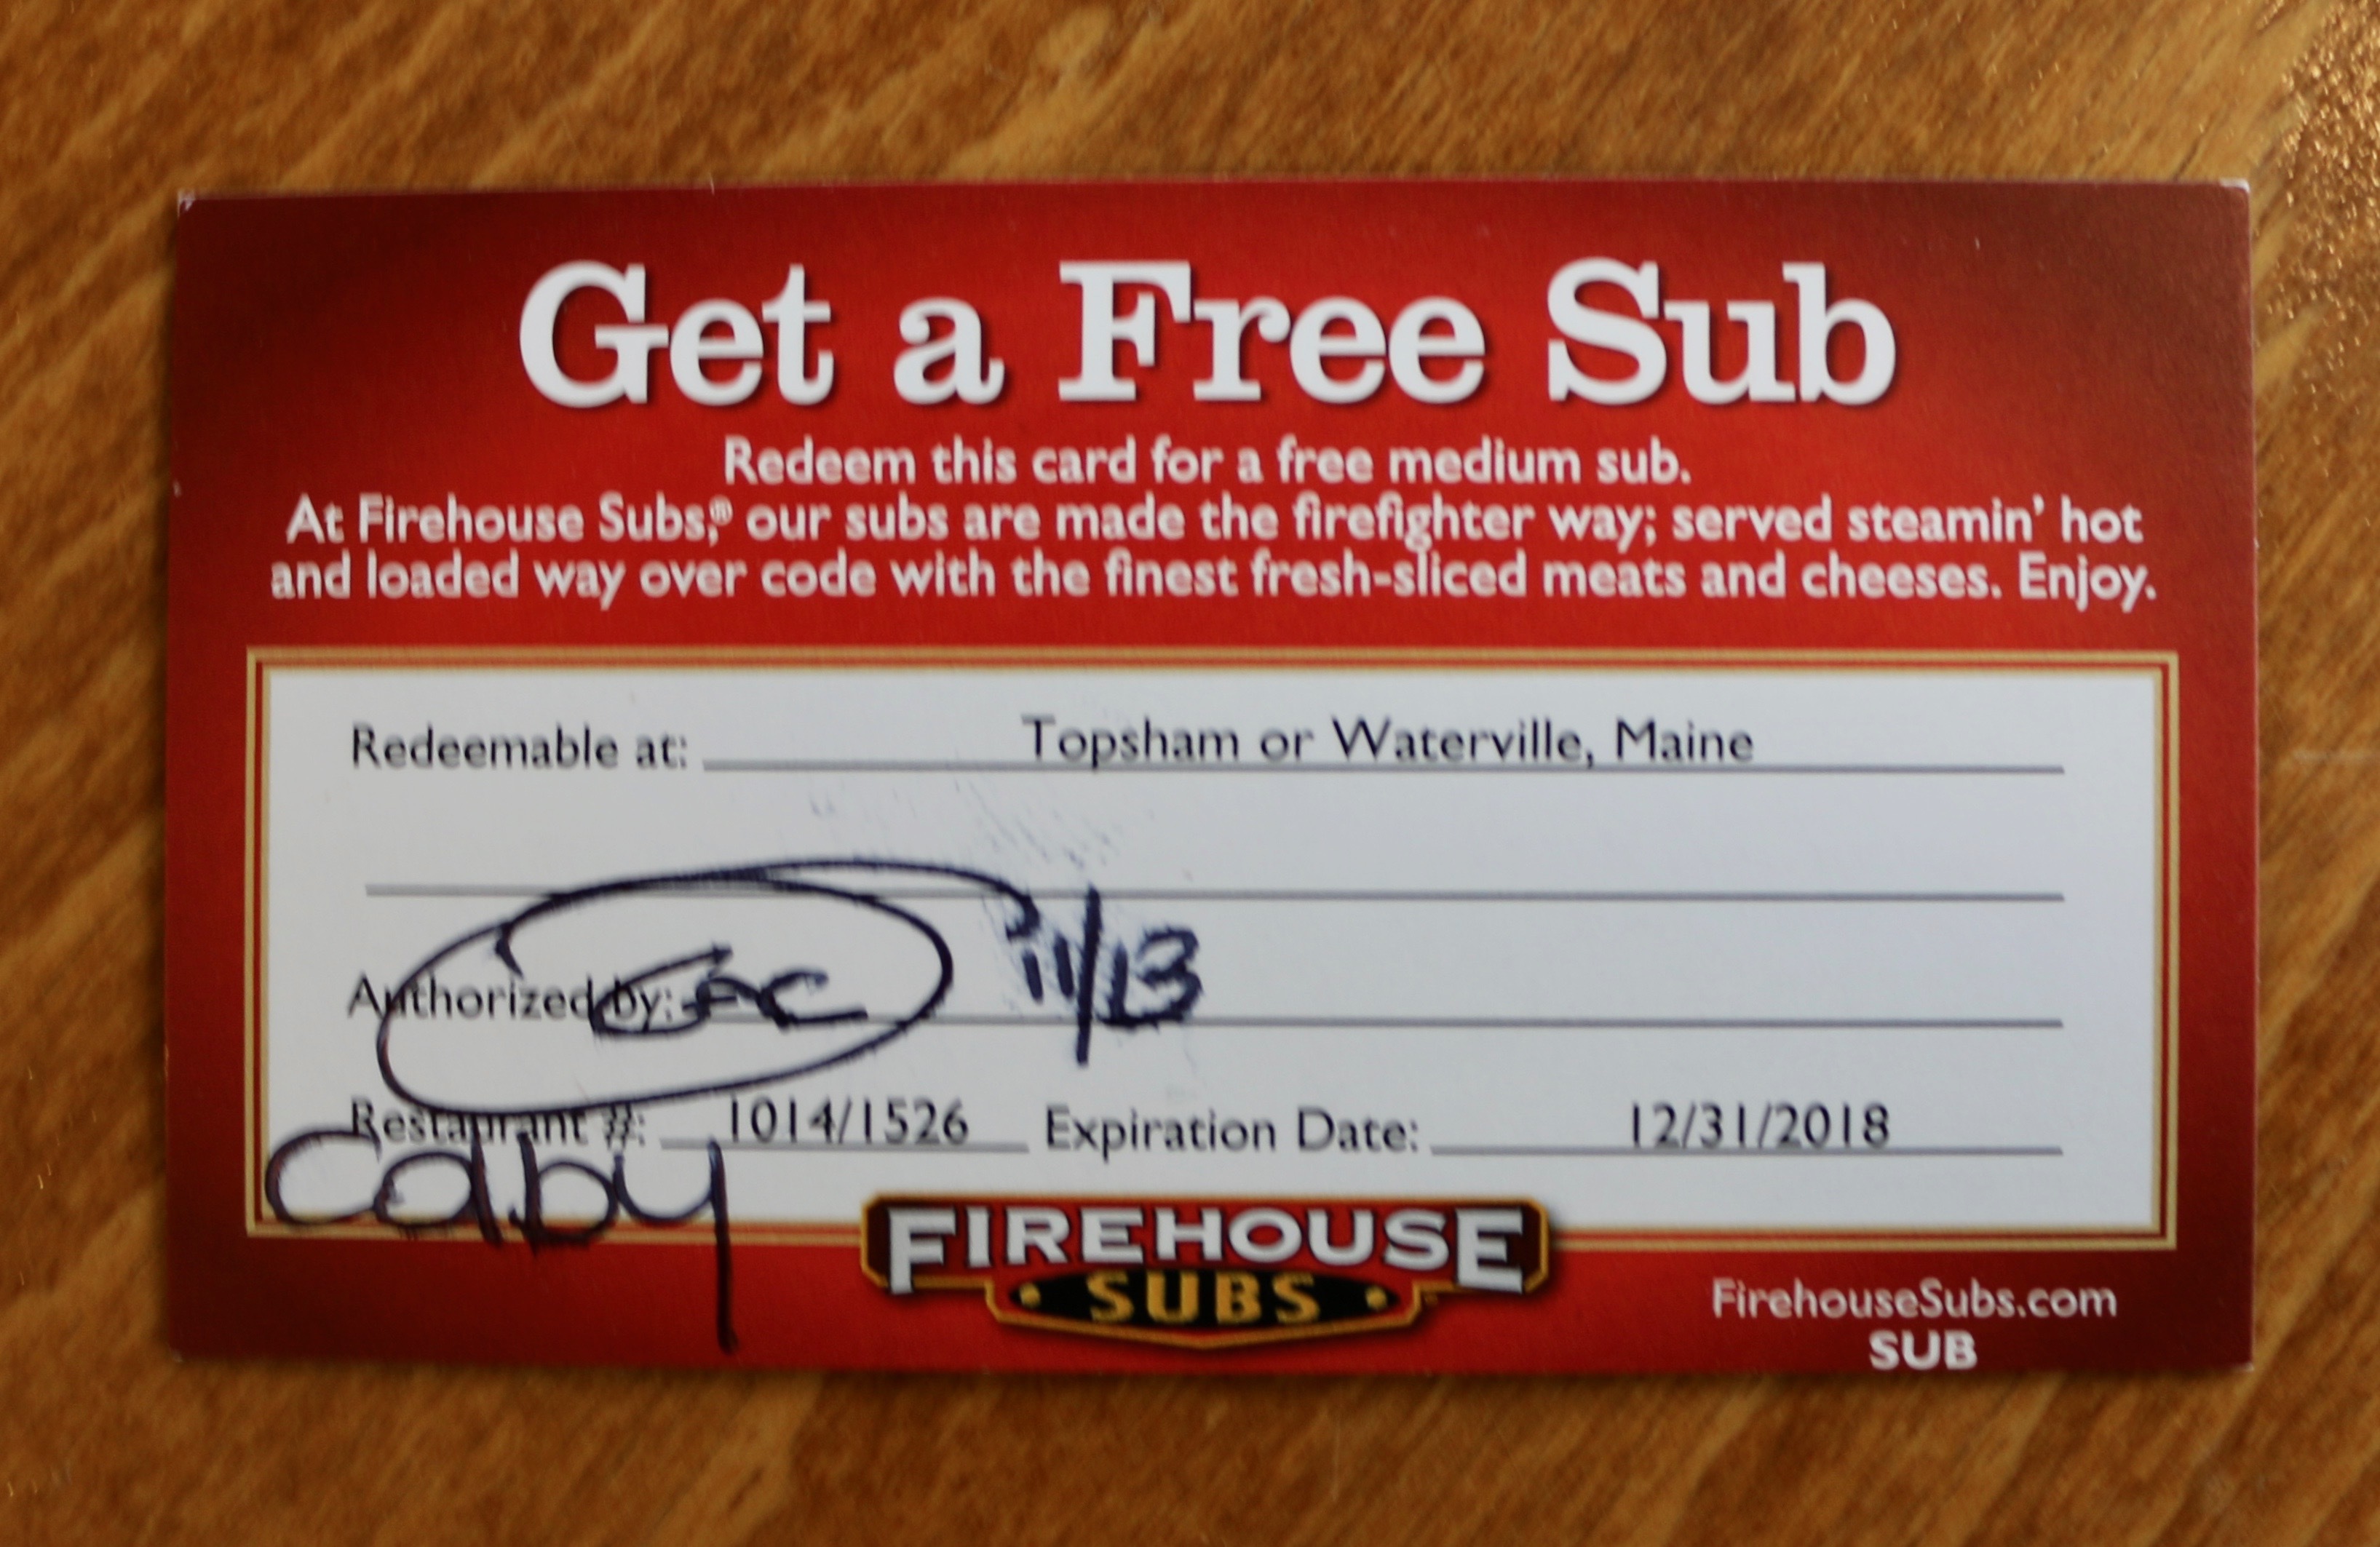 Get a Free Sub
Redeem this card for a free medium sub.
At Firehouse Subs,® our subs are made the firefighter way; served steamin' hot
and loaded way over code with the finest fresh-sliced meats and cheeses. Enjoy.
Redeemable at: Topsham or Waterville, Maine
Authorized by: 11/13
Restaurant #: 1014/1526 Expiration Date: 12/31/2018
Colby
FIREHOUSE
SUBS
FirehouseSubs.com
SUB